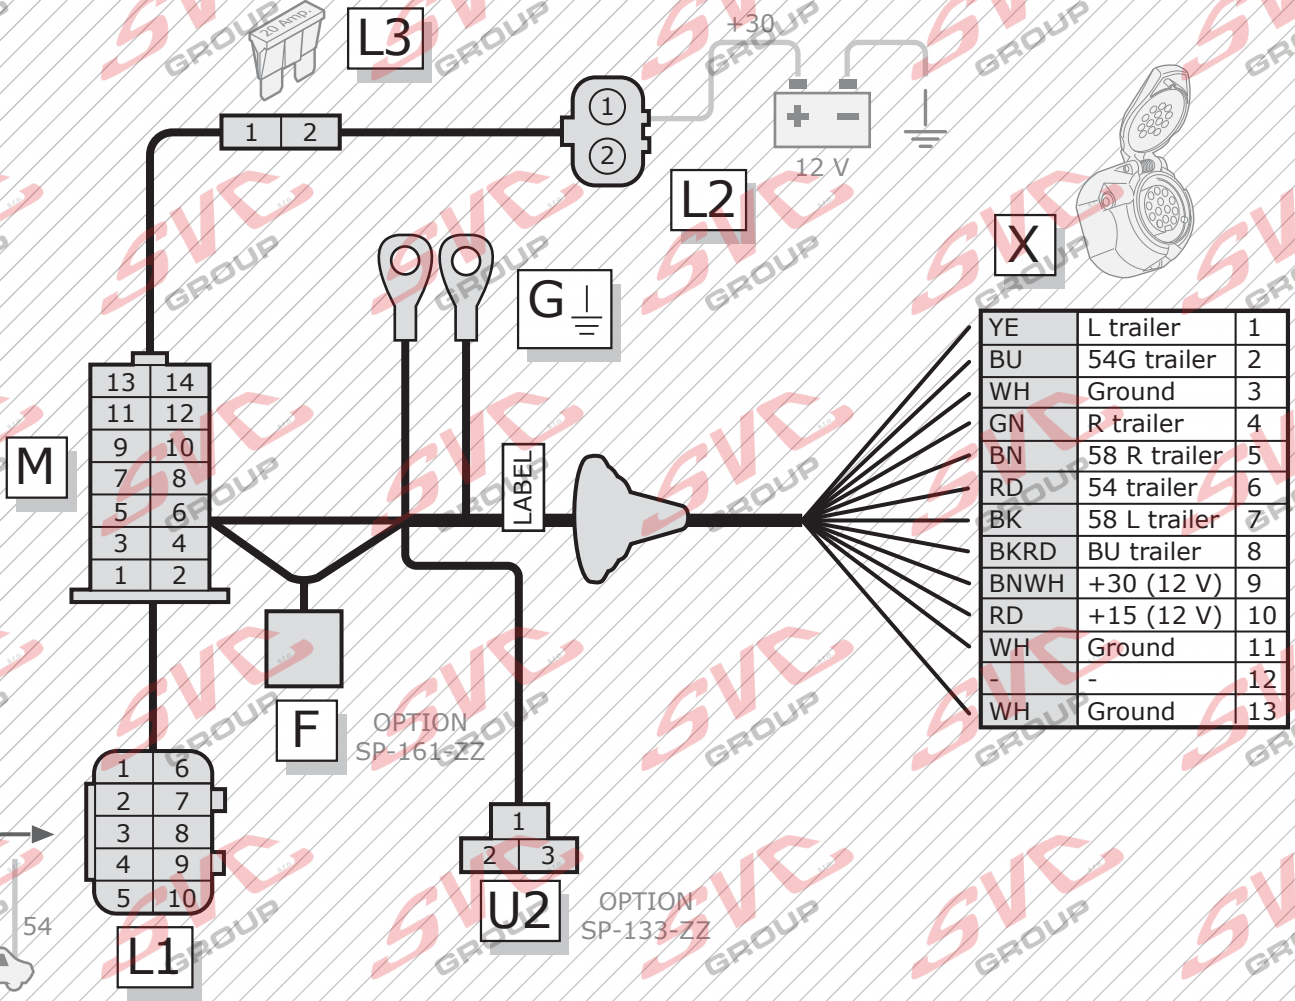 20 Amp.
L3
+30
1 2
1
2
+ -
12 V
L2
X
G
13 14
11 12
9 10
7 8
5 6
3 4
1 2
M
LABEL
YE L trailer 1
BU 54G trailer 2
WH Ground 3
GN R trailer 4
BN 58 R trailer 5
RD 54 trailer 6
BK 58 L trailer 7
BKRD BU trailer 8
BNWH +30 (12 V) 9
RD +15 (12 V) 10
WH Ground 11
- - 12
WH Ground 13
F
OPTION
SP-161-ZZ
1 6
2 7
3 8
4 9
5 10
L1
54
1
2 3
U2
OPTION
SP-133-ZZ
SVC
GROUP